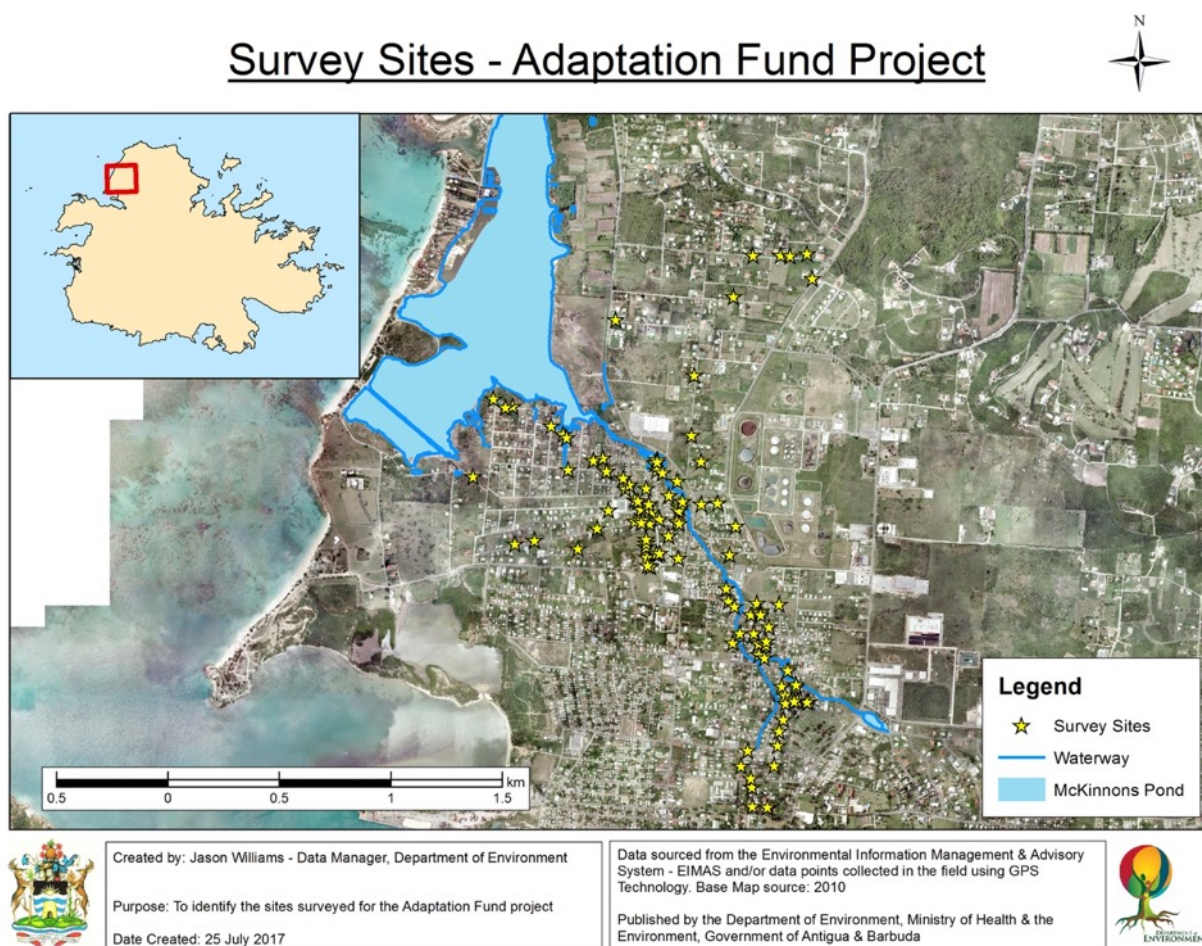 N
Survey Sites - Adaptation Fund Project
Legend
Survey Sites
Waterway
McKinnons Pond
km
0.5 0 0.5 1 1.5
Created by: Jason Williams - Data Manager, Department of Environment
Purpose: To identify the sites surveyed for the Adaptation Fund project
Date Created: 25 July 2017
Data sourced from the Environmental Information Management & Advisory
System - EIMAS and/or data points collected in the field using GPS
Technology. Base Map source: 2010
Published by the Department of Environment, Ministry of Health & the
Environment, Government of Antigua & Barbuda
DEPARTMENT OF
ENVIRONMENT